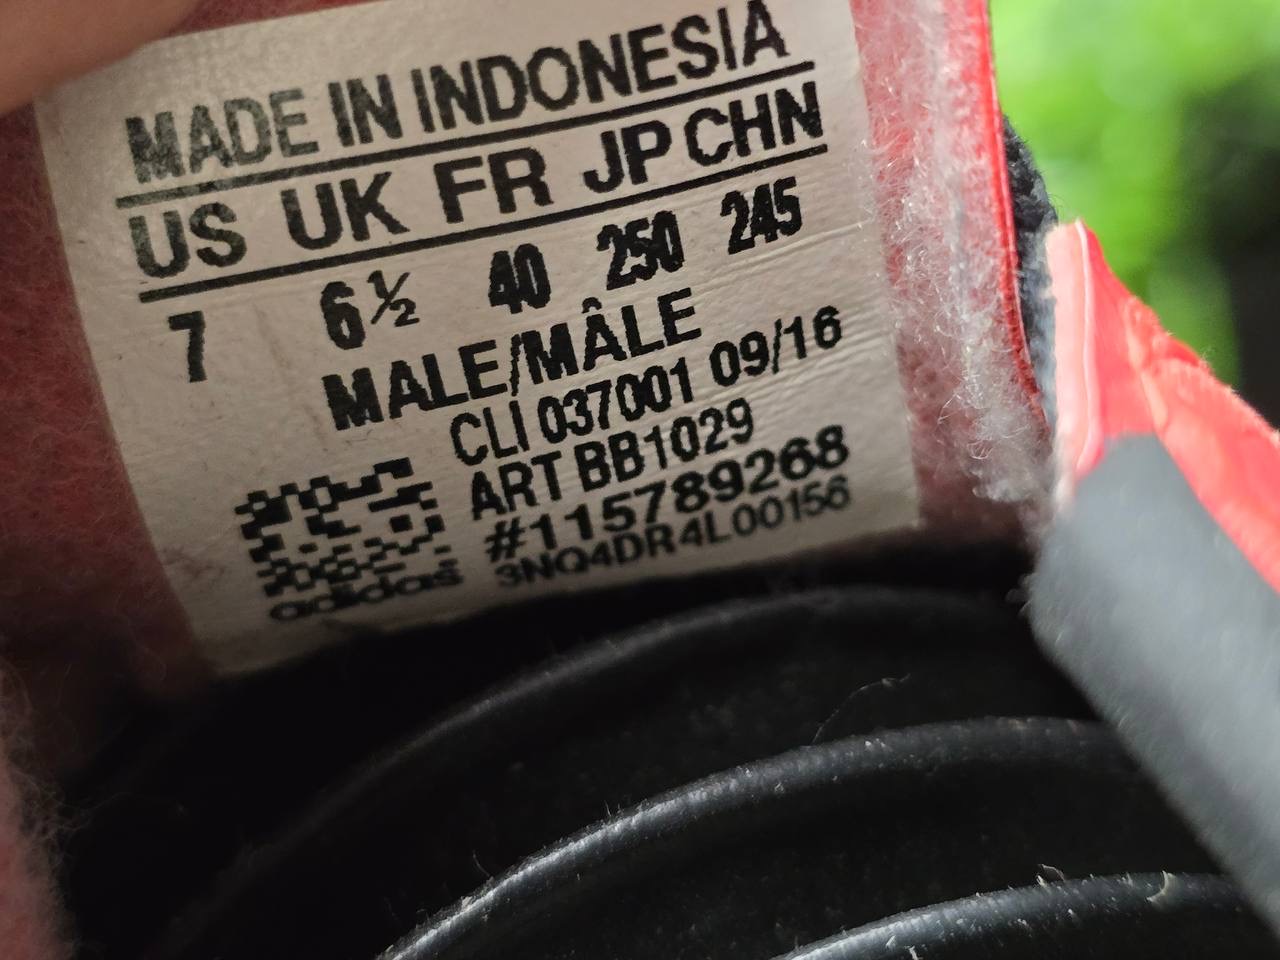 MADE IN INDONESIA
US UK FR JP CHN
7 6½ 40 250 245
MALE/MÂLE
CLI 037001 09/16
ART BB1029
#115789268
3NQ4DR4L00156
adidas